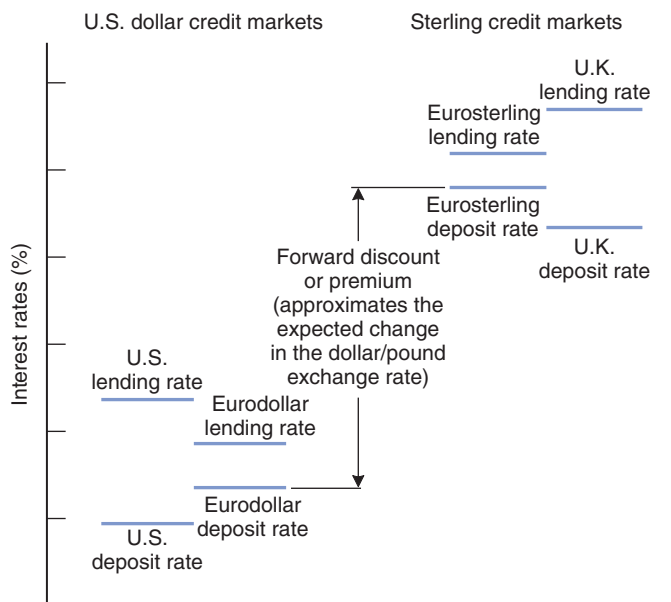 U.S. dollar credit markets
Sterling credit markets
Interest rates (%)
U.K.
lending rate
Eurosterling
lending rate
Eurosterling
deposit rate
U.K.
deposit rate
Forward discount
or premium
(approximates the
expected change
in the dollar/pound
exchange rate)
U.S.
lending rate
Eurodollar
lending rate
Eurodollar
deposit rate
U.S.
deposit rate